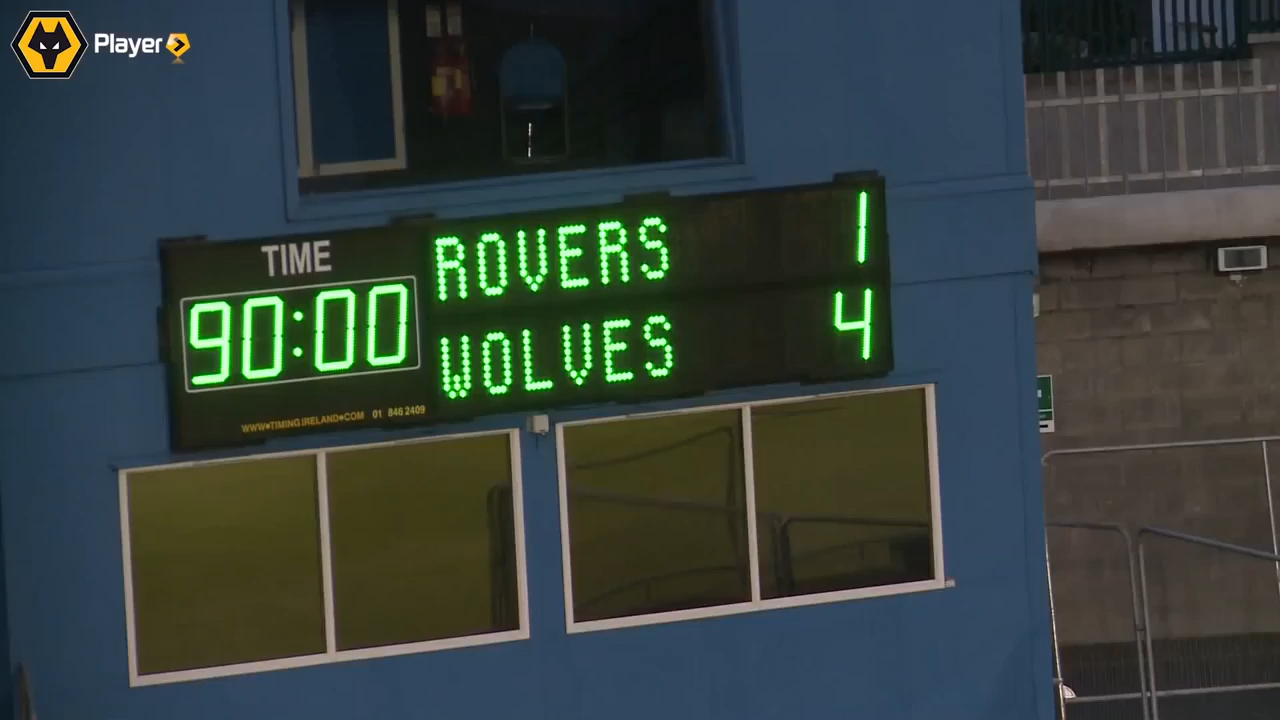 Player
TIME
90:00
ROVERS 1
WOLVES 4
WWW•TIMINGIRELAND•COM 01 846 2409